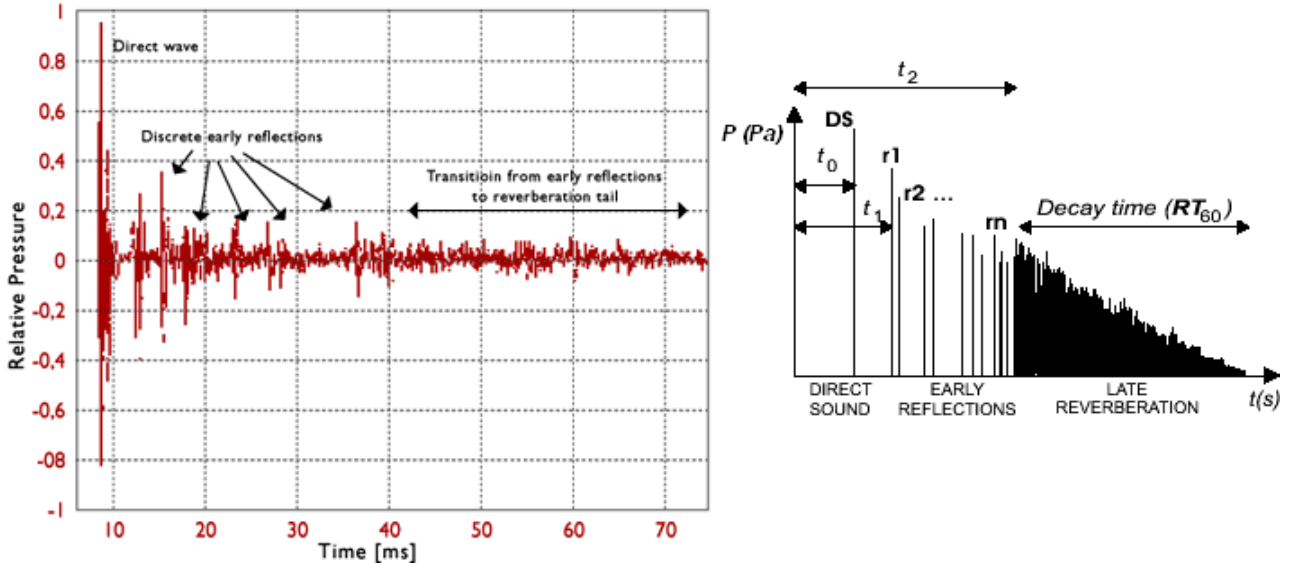 1
0.8
0.6
0.4
0.2
0
-0.2
-0.4
-0.6
-08
-1
Relative Pressure
Direct wave
Discrete early reflections
Transitioin from early reflections
to reverberation tail
10 20 30 40 50 60 70
Time [ms]
t2
P (Pa)
DS
t0
r1
r2 ...
t1
rn
Decay time (RT60)
DIRECT
SOUND
EARLY
REFLECTIONS
LATE
REVERBERATION
t(s)